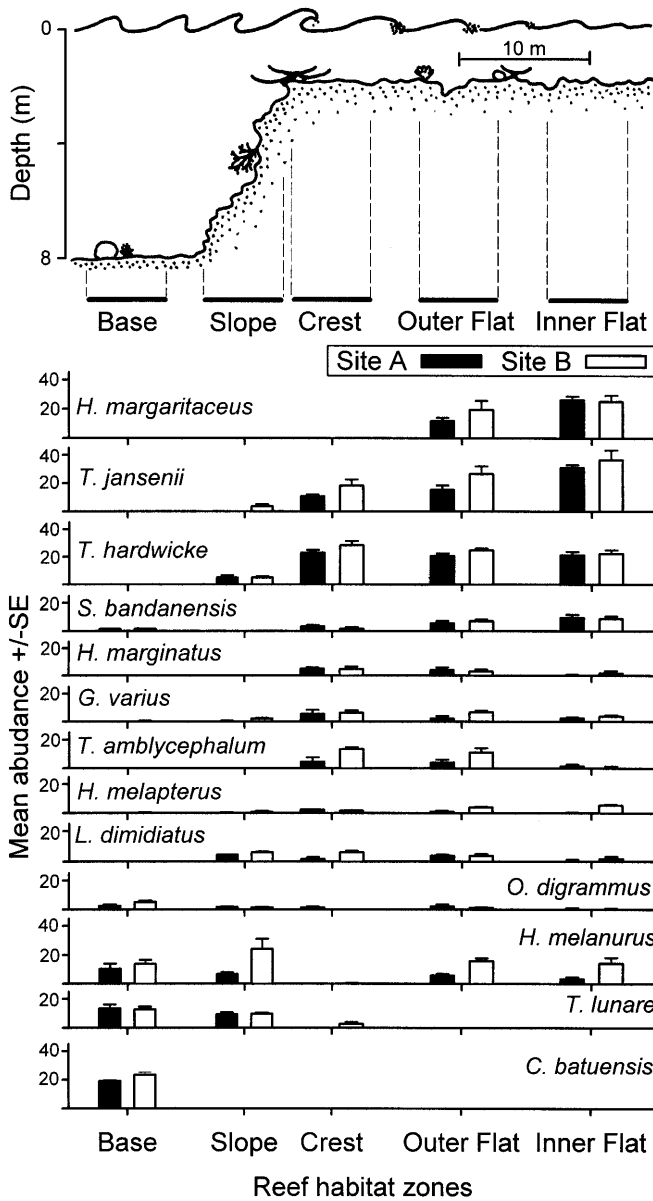 0
10 m
Depth (m)
8
Base Slope Crest Outer Flat Inner Flat
Site A Site B
Mean abudance +/-SE
40
20
H. margaritaceus
40
20
T. jansenii
40
20
T. hardwicke
20
S. bandanensis
20
H. marginatus
20
G. varius
20
T. amblycephalum
20
H. melapterus
20
L. dimidiatus
20
O. digrammus
40
20
H. melanurus
20
T. lunare
40
20
C. batuensis
Base Slope Crest Outer Flat Inner Flat
Reef habitat zones